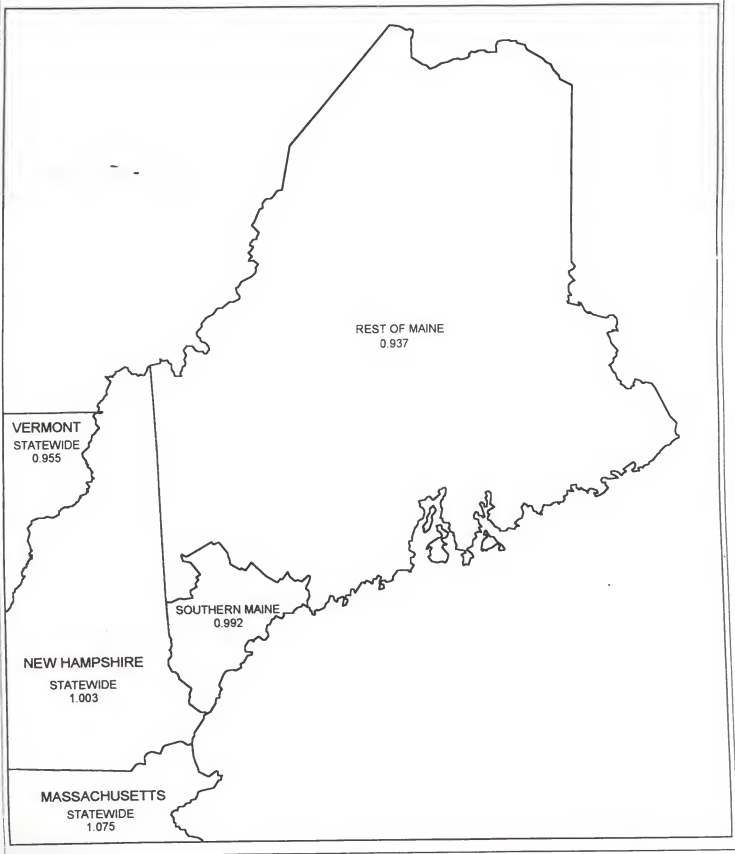 REST OF MAINE
0.937
VERMONT
STATEWIDE
0.955
SOUTHERN MAINE
0.992
NEW HAMPSHIRE
STATEWIDE
1.003
MASSACHUSETTS
STATEWIDE
1.075